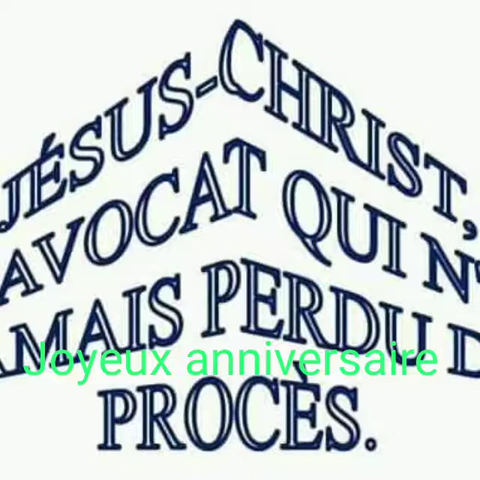 JÉSUS-CHRIST,
AVOCAT QUI N'
AMAIS PERDU D
Joyeux anniversaire
PROCÈS.